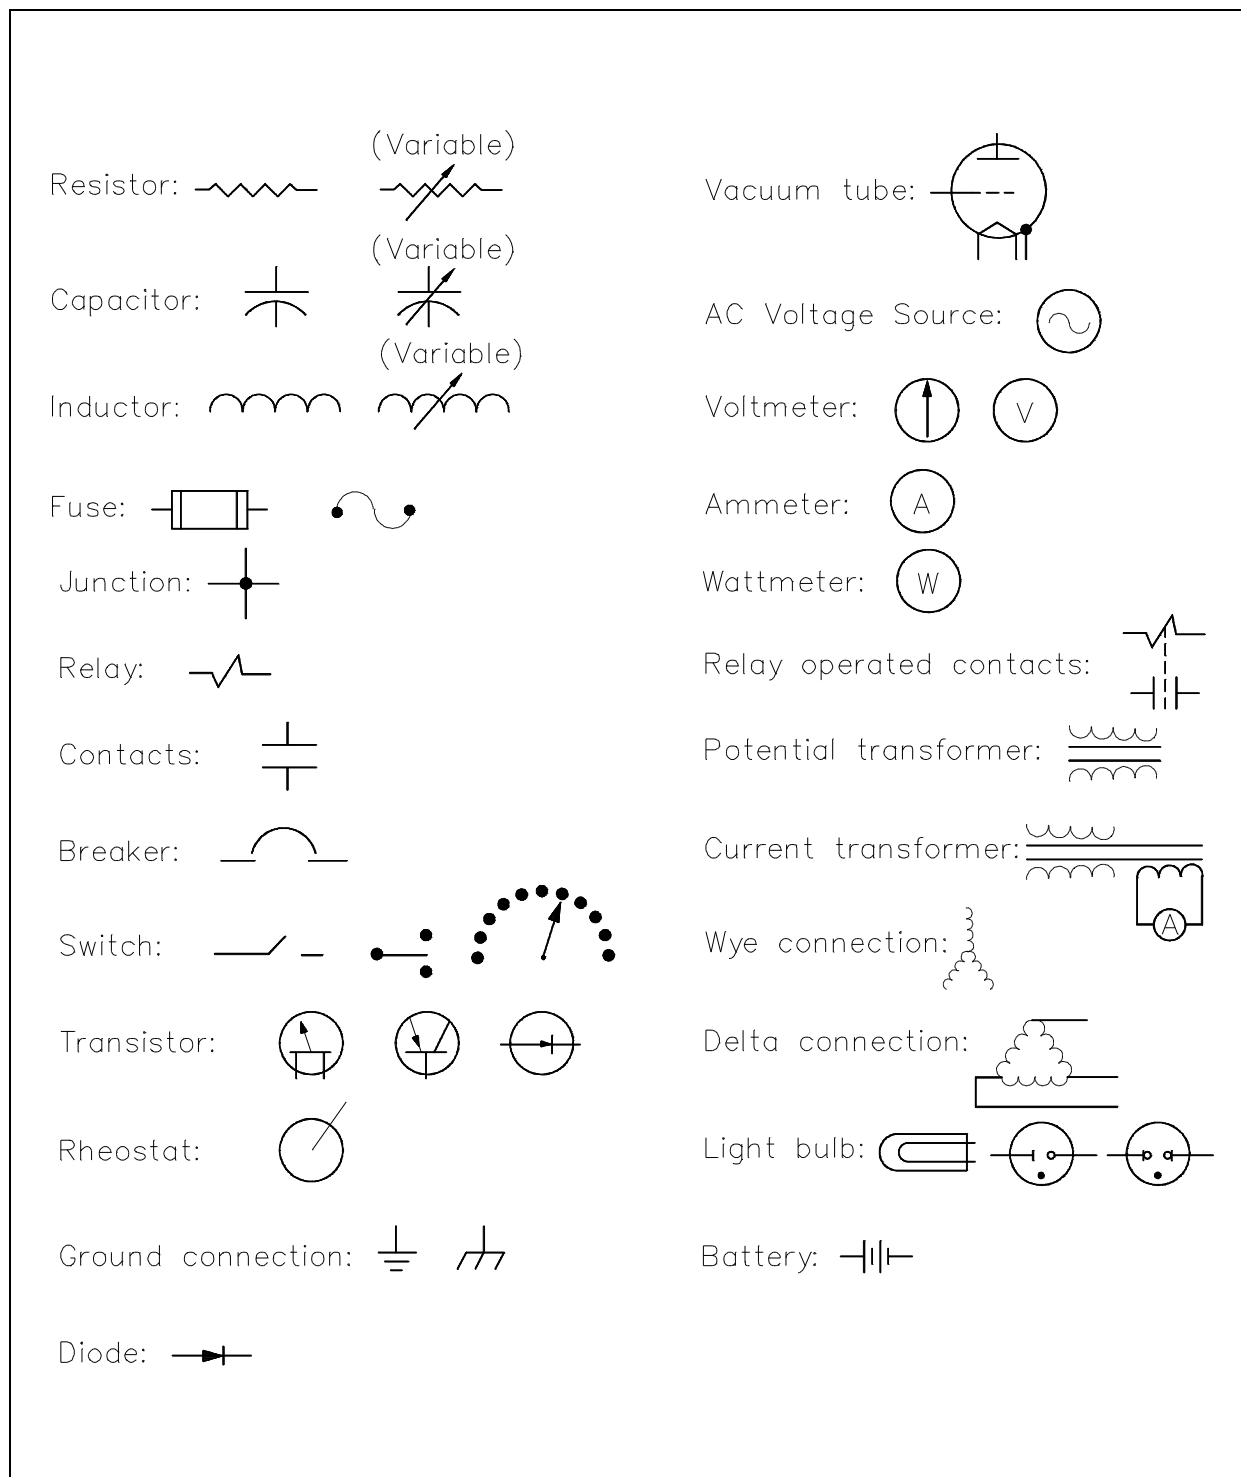 (Variable)
Resistor:
(Variable)
Capacitor:
(Variable)
Inductor:
Fuse:
Junction:
Relay:
Contacts:
Breaker:
Switch:
Transistor:
Rheostat:
Ground connection:
Diode:
Vacuum tube:
AC Voltage Source:
Voltmeter:
V
Ammeter:
A
Wattmeter:
W
Relay operated contacts:
Potential transformer:
Current transformer:
A
Wye connection:
Delta connection:
Light bulb:
Battery: